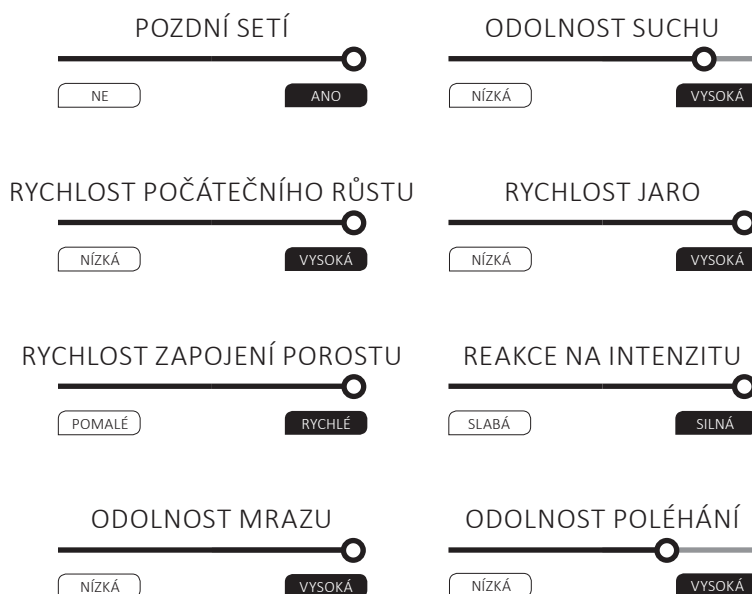 POZDNÍ SETÍ
NE ANO
ODOLNOST SUCHU
NÍZKÁ VYSOKÁ
RYCHLOST POČÁTEČNÍHO RŮSTU
NÍZKÁ VYSOKÁ
RYCHLOST JARO
NÍZKÁ VYSOKÁ
RYCHLOST ZAPOJENÍ POROSTU
POMALÉ RYCHLÉ
REAKCE NA INTENZITU
SLABÁ SILNÁ
ODOLNOST MRAZU
NÍZKÁ VYSOKÁ
ODOLNOST POLÉHÁNÍ
NÍZKÁ VYSOKÁ